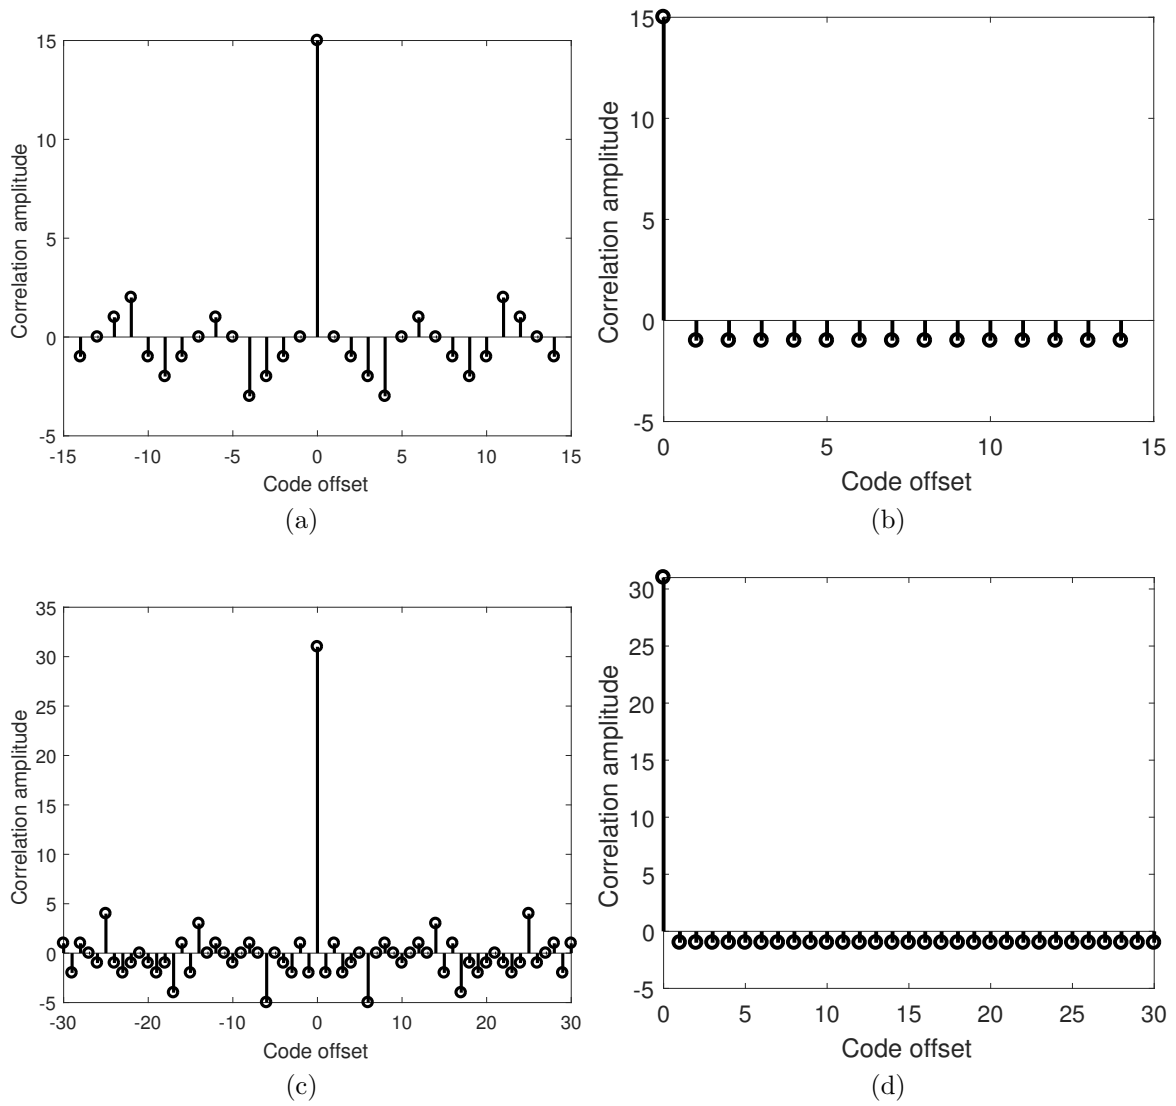 15
10
5
0
-5
-15 -10 -5 0 5 10 15
Correlation amplitude
Code offset
(a)
15
10
5
0
-5
0 5 10 15
Correlation amplitude
Code offset
(b)
35
30
25
20
15
10
5
0
-5
-30 -20 -10 0 10 20 30
Correlation amplitude
Code offset
(c)
30
25
20
15
10
5
0
-5
0 5 10 15 20 25 30
Correlation amplitude
Code offset
(d)